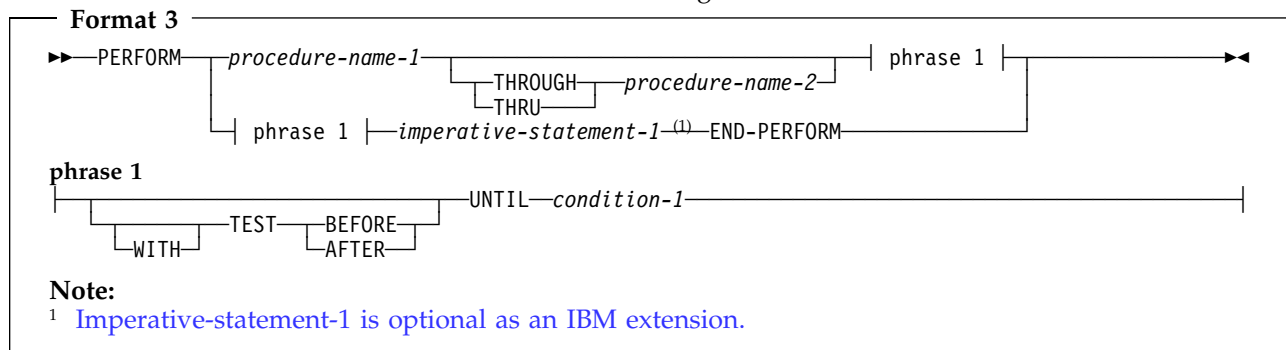 Format 3
PERFORM procedure-name-1 phrase 1
THROUGH procedure-name-2
THRU
phrase 1 imperative-statement-1 (1) END-PERFORM
phrase 1
UNTIL condition-1
TEST BEFORE
WITH AFTER
Note:
1 Imperative-statement-1 is optional as an IBM extension.